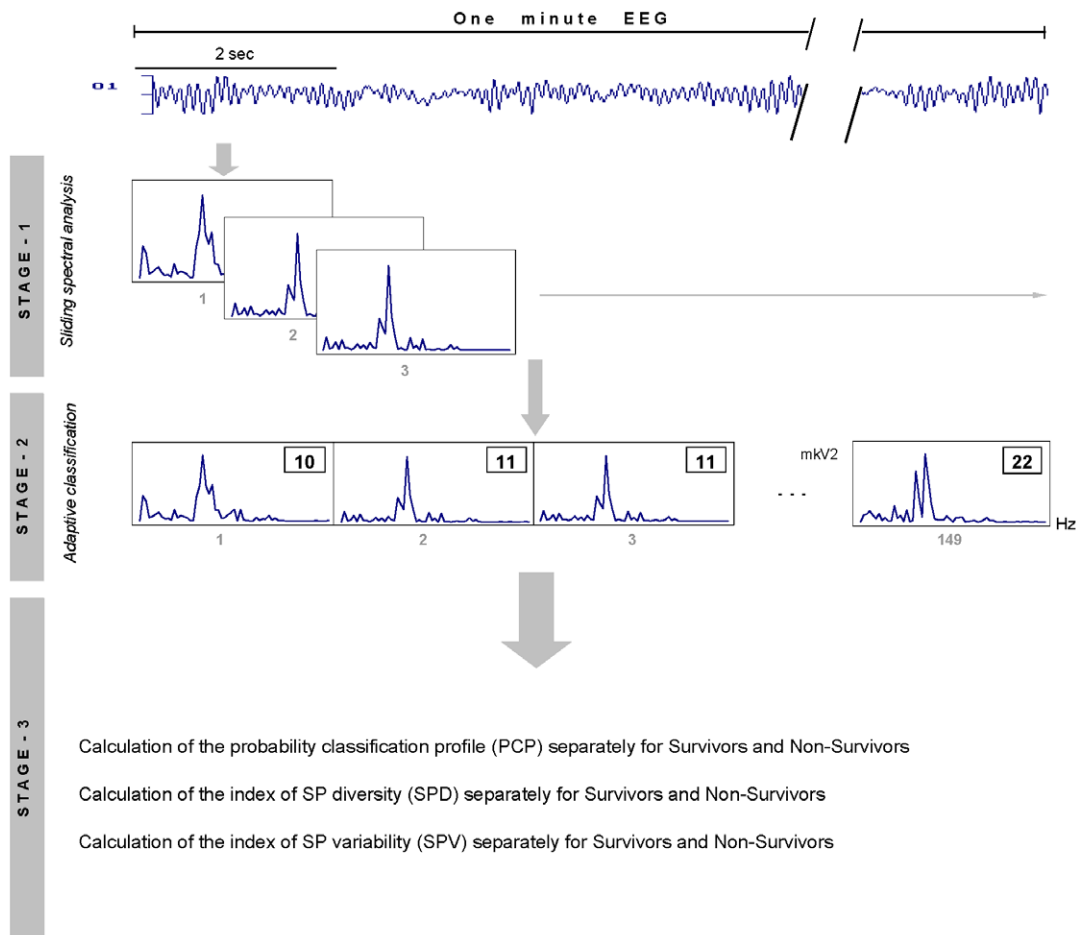 One minute EEG
2 sec
O1
STAGE - 1
Sliding spectral analysis
1
2
3
STAGE - 2
Adaptive classification
10
11
11
mkV2
. . .
22
Hz
1
2
3
149
STAGE - 3
Calculation of the probability classification profile (PCP) separately for Survivors and Non-Survivors
Calculation of the index of SP diversity (SPD) separately for Survivors and Non-Survivors
Calculation of the index of SP variability (SPV) separately for Survivors and Non-Survivors